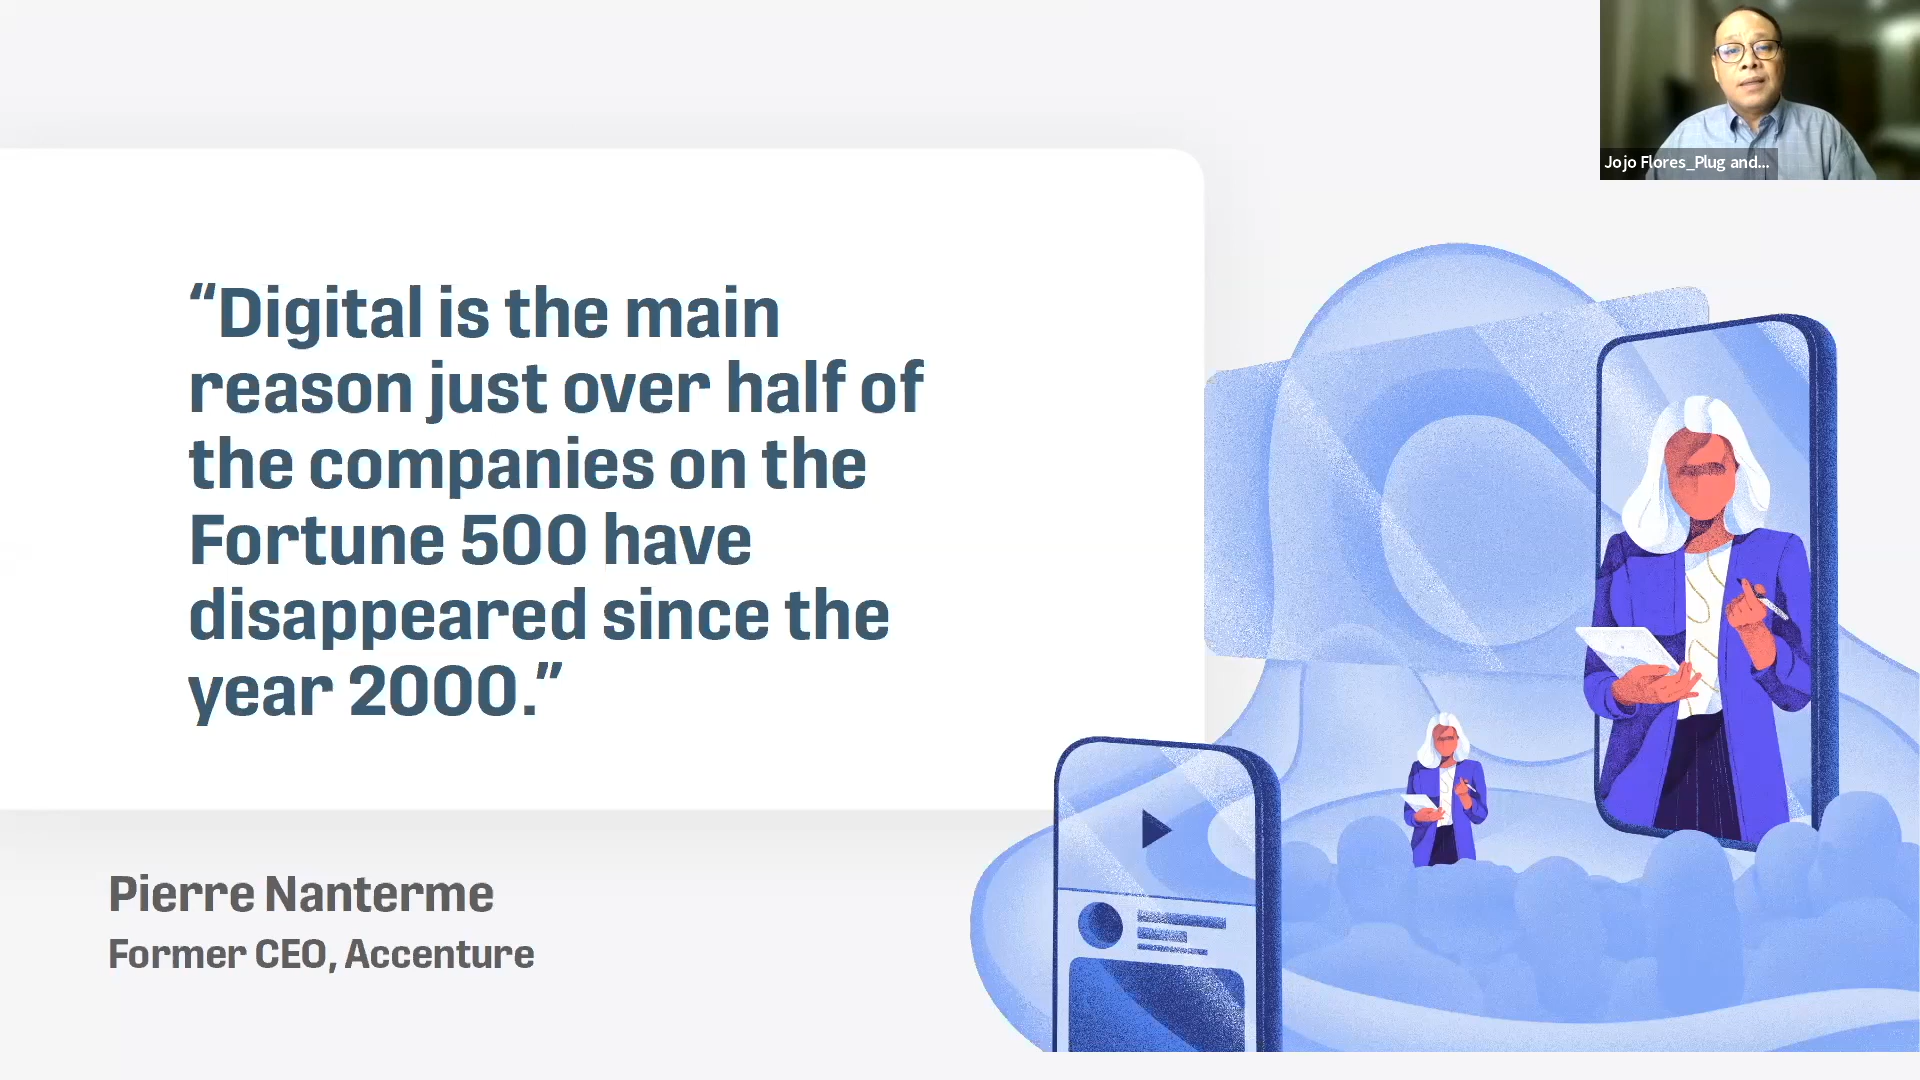 Jojo Flores_Plug and...
“Digital is the main
reason just over half of
the companies on the
Fortune 500 have
disappeared since the
year 2000.”
Pierre Nanterme
Former CEO, Accenture